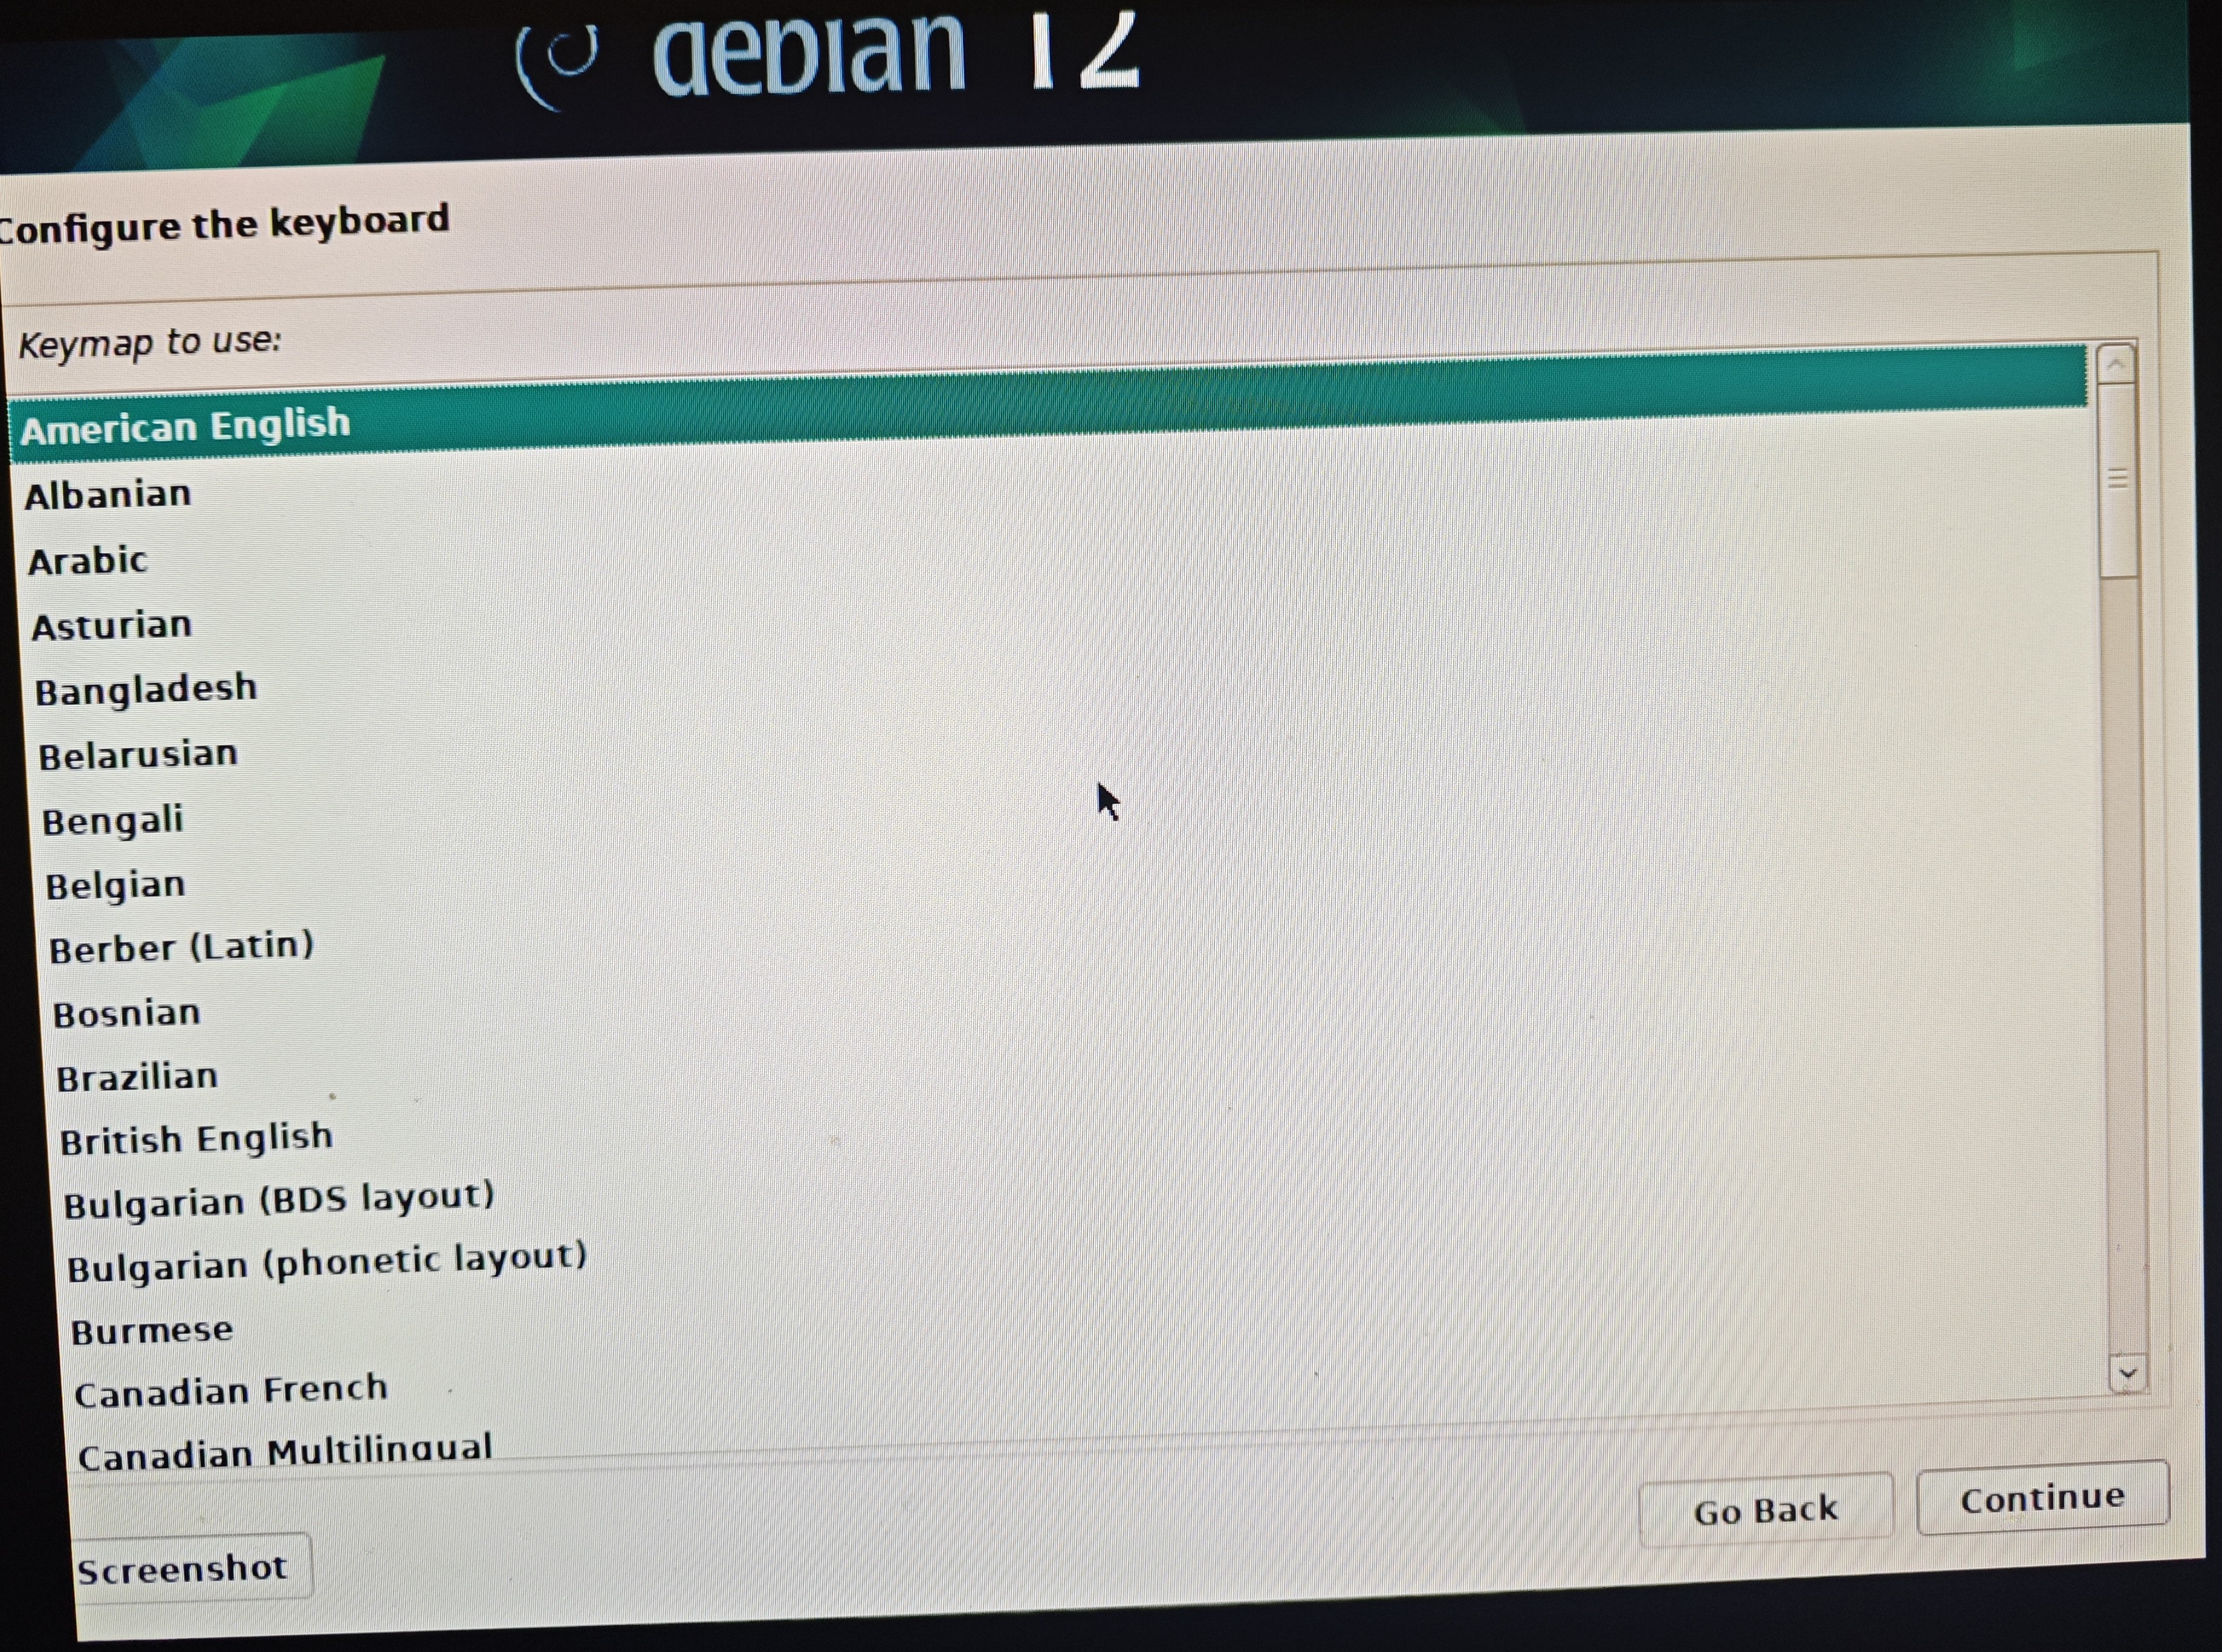 debian 12
Configure the keyboard
Keymap to use:
American English
Albanian
Arabic
Asturian
Bangladesh
Belarusian
Bengali
Belgian
Berber (Latin)
Bosnian
Brazilian
British English
Bulgarian (BDS layout)
Bulgarian (phonetic layout)
Burmese
Canadian French
Canadian Multilingual
Screenshot
Go Back
Continue